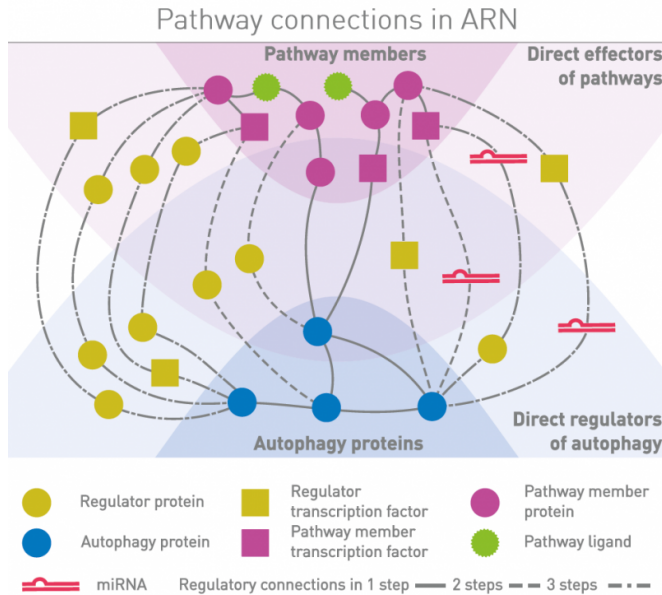 Pathway connections in ARN
Pathway members
Direct effectors
of pathways
Autophagy proteins
Direct regulators
of autophagy
Regulator protein
Regulator
transcription factor
Pathway member
protein
Autophagy protein
Pathway member
transcription factor
Pathway ligand
miRNA
Regulatory connections in 1 step
2 steps
3 steps